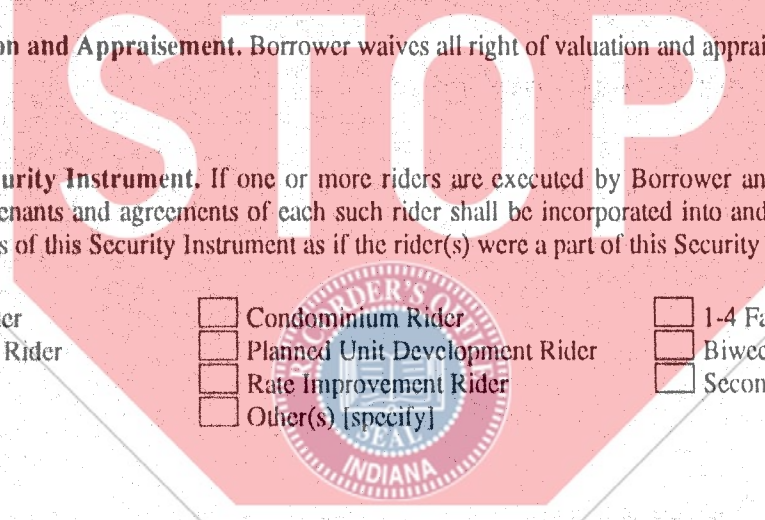 STOP
on and Appraisement. Borrower waives all right of valuation and apprai
urity Instrument. If one or more riders are executed by Borrower an
enants and agreements of each such rider shall be incorporated into and
s of this Security Instrument as if the rider(s) were a part of this Security
er Condominium Rider 1-4 Fa
Rider Planned Unit Development Rider Biwee
Rate Improvement Rider Secon
Other(s) [specify]
RECORDER'S OFFICE
SEAL
INDIANA